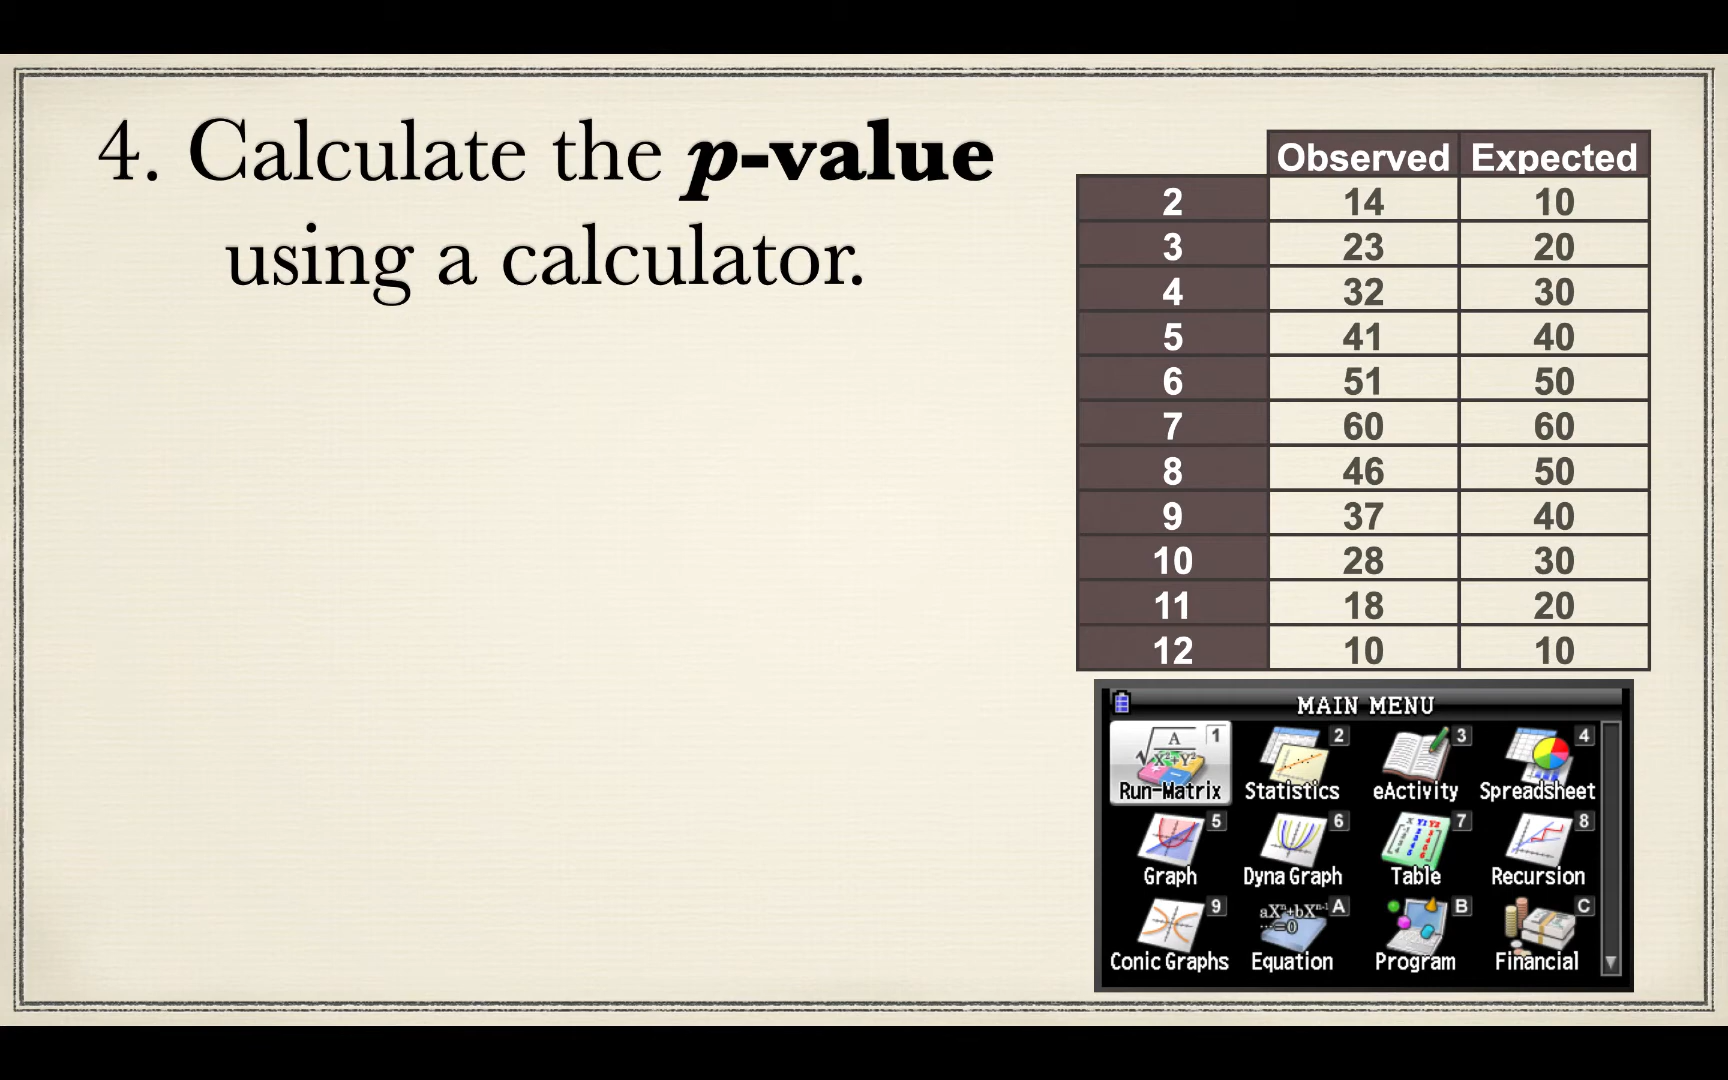 4. Calculate the p-value
using a calculator.
Observed Expected
2 14 10
3 23 20
4 32 30
5 41 40
6 51 50
7 60 60
8 46 50
9 37 40
10 28 30
11 18 20
12 10 10
MAIN MENU
1 2 3 4
Run-Matrix Statistics eActivity Spreadsheet
5 6 7 8
Graph Dyna Graph Table Recursion
9 A B C
Conic Graphs Equation Program Financial